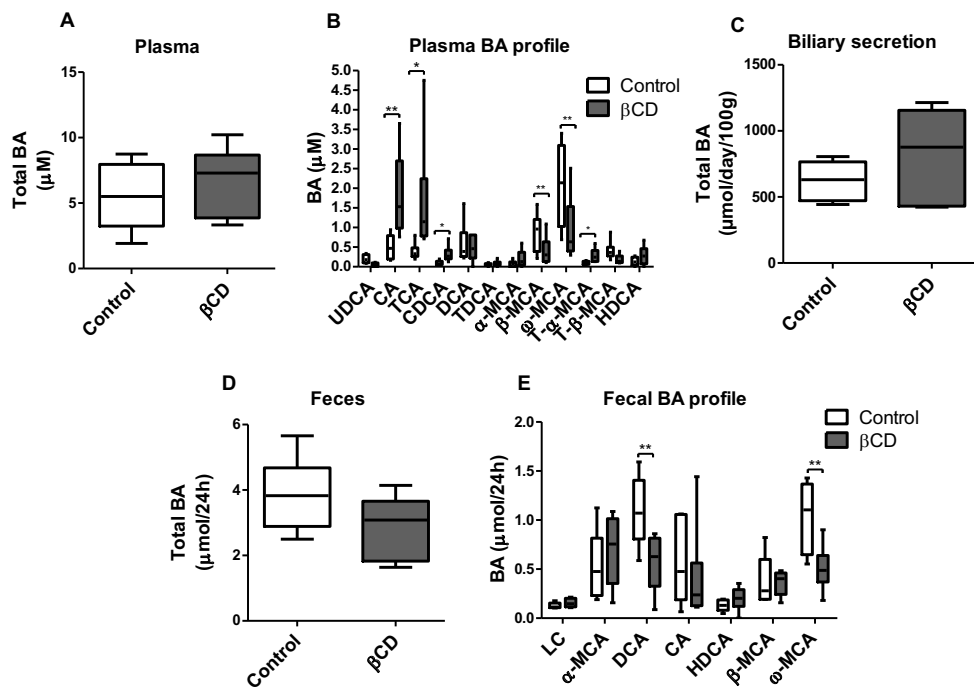 A
Plasma
Total BA
(μM)
15
10
5
0
Control
βCD
B
Plasma BA profile
BA (μM)
5.0
4.5
4.0
3.5
3.0
2.5
2.0
1.5
1.0
0.5
0.0
**
*
*
**
**
*
Control
βCD
UDCA
CA
TCA
CDCA
DCA
TDCA
α-MCA
β-MCA
ω-MCA
T-α-MCA
T-β-MCA
HDCA
C
Biliary secretion
Total BA
(μmol/day/100g)
1500
1000
500
0
Control
βCD
D
Feces
Total BA
(μmol/24h)
6
4
2
0
Control
βCD
E
Fecal BA profile
BA (μmol/24h)
2.0
1.5
1.0
0.5
0.0
**
**
Control
βCD
LC
α-MCA
DCA
CA
HDCA
β-MCA
ω-MCA